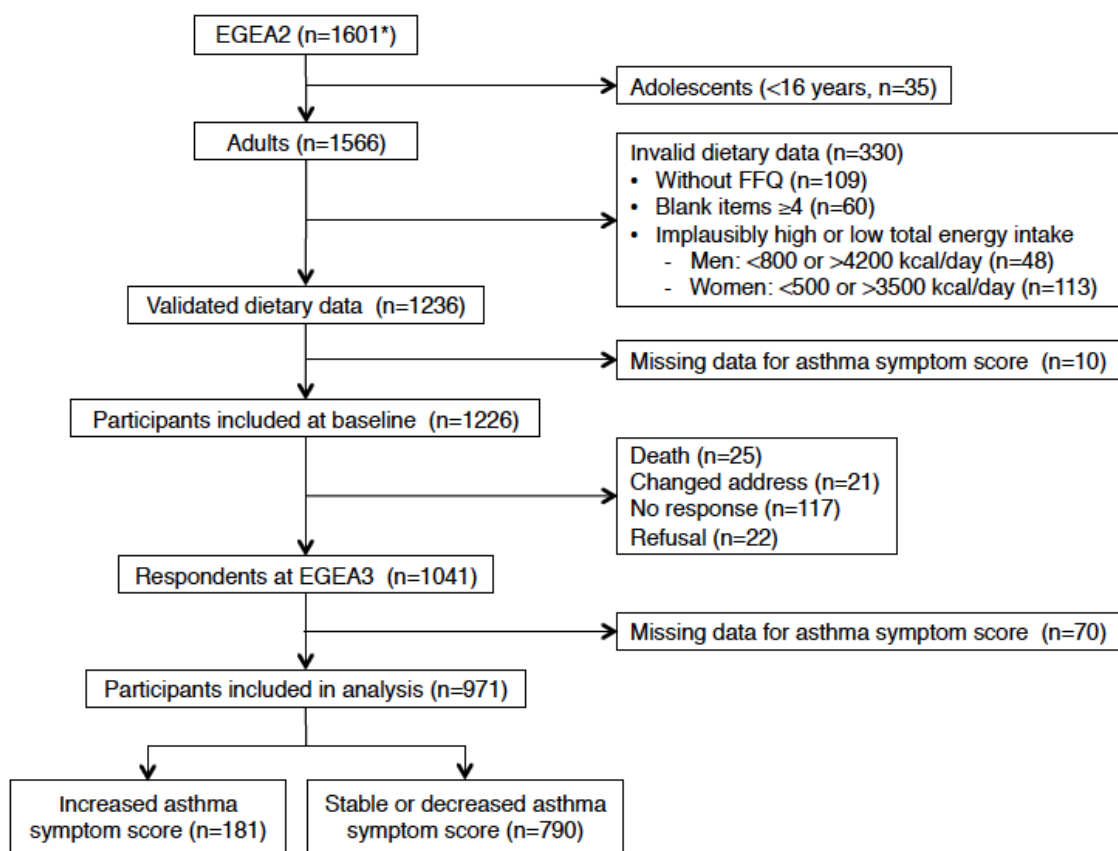 EGEA2 (n=1601*)
Adolescents (<16 years, n=35)
Adults (n=1566)
Invalid dietary data (n=330)
• Without FFQ (n=109)
• Blank items ≥4 (n=60)
• Implausibly high or low total energy intake
- Men: <800 or >4200 kcal/day (n=48)
- Women: <500 or >3500 kcal/day (n=113)
Validated dietary data (n=1236)
Missing data for asthma symptom score (n=10)
Participants included at baseline (n=1226)
Death (n=25)
Changed address (n=21)
No response (n=117)
Refusal (n=22)
Respondents at EGEA3 (n=1041)
Missing data for asthma symptom score (n=70)
Participants included in analysis (n=971)
Increased asthma
symptom score (n=181)
Stable or decreased asthma
symptom score (n=790)